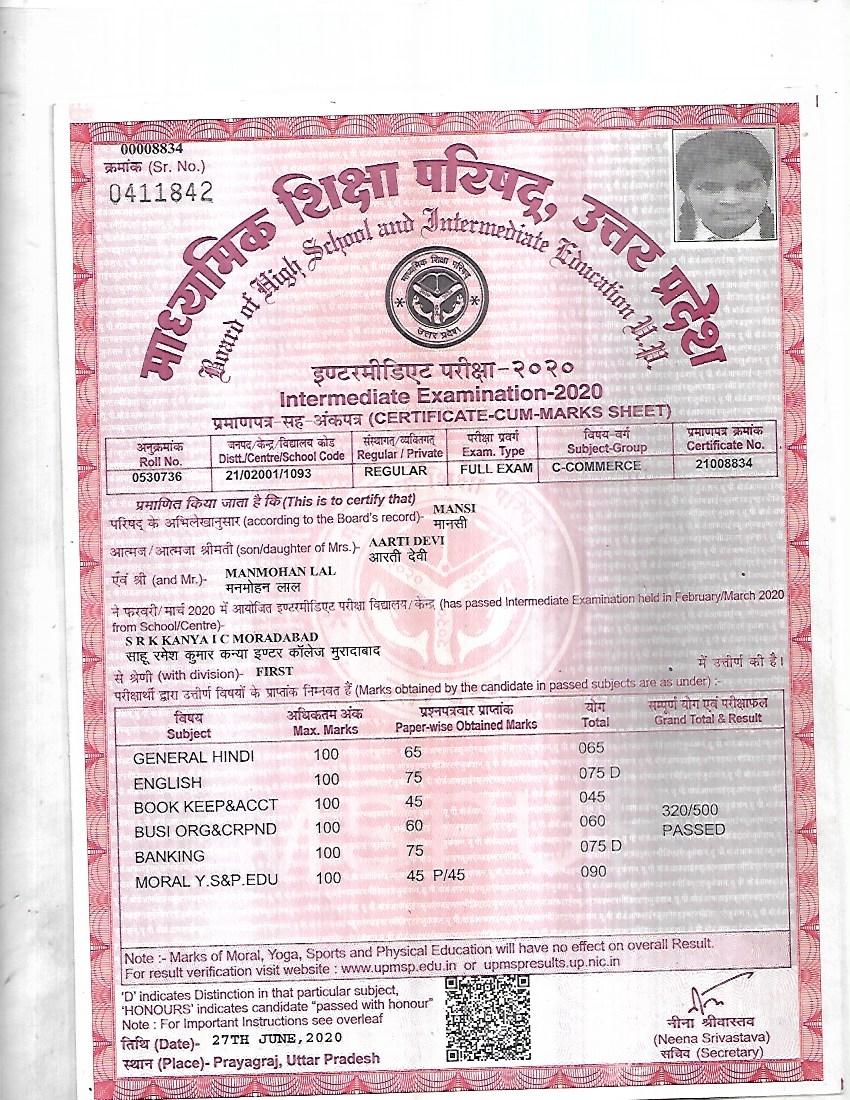 00008834
क्रमांक (Sr. No.)
0411842
माध्यमिक शिक्षा परिषद्, उत्तर प्रदेश
Board of High School and Intermediate Education U.P.
माध्यमिक शिक्षा परिषद्
उत्तर प्रदेश
इण्टरमीडिएट परीक्षा-२०२०
Intermediate Examination-2020
प्रमाणपत्र-सह-अंकपत्र (CERTIFICATE-CUM-MARKS SHEET)
अनुक्रमांक जनपद/केन्द्र/विद्यालय कोड संस्थागत/व्यक्तिगत परीक्षा प्रवर्ग विषय-वर्ग प्रमाणपत्र क्रमांक
Roll No. Distt./Centre/School Code Regular / Private Exam. Type Subject-Group Certificate No.
0530736 21/02001/1093 REGULAR FULL EXAM C-COMMERCE 21008834
प्रमाणित किया जाता है कि (This is to certify that)
परिषद के अभिलेखानुसार (according to the Board's record)- MANSI
मानसी
आत्मज/आत्मजा श्रीमती (son/daughter of Mrs.)- AARTI DEVI
आरती देवी
एवं श्री (and Mr.)- MANMOHAN LAL
मनमोहन लाल
ने फरवरी/मार्च 2020 में आयोजित इण्टरमीडिएट परीक्षा विद्यालय/केन्द्र (has passed Intermediate Examination held in February/March 2020
from School/Centre)-
S R K KANYA I C MORADABAD
साहू रमेश कुमार कन्या इण्टर कॉलेज मुरादाबाद
से श्रेणी (with division)- FIRST में उत्तीर्ण की है।
परीक्षार्थी द्वारा उत्तीर्ण विषयों के प्राप्तांक निम्नवत हैं (Marks obtained by the candidate in passed subjects are as under) :-
विषय अधिकतम अंक प्रश्नपत्रवार प्राप्तांक योग सम्पूर्ण योग एवं परीक्षाफल
Subject Max. Marks Paper-wise Obtained Marks Total Grand Total & Result
GENERAL HINDI 100 65 065
ENGLISH 100 75 075 D
BOOK KEEP&ACCT 100 45 045
320/500
BUSI ORG&CRPND 100 60 060
PASSED
BANKING 100 75 075 D
MORAL Y.S&P.EDU 100 45 P/45 090
Note :- Marks of Moral, Yoga, Sports and Physical Education will have no effect on overall Result.
For result verification visit website : www.upmsp.edu.in or upmspresults.up.nic.in
'D' indicates Distinction in that particular subject,
'HONOURS' indicates candidate "passed with honour"
Note : For Important Instructions see overleaf
तिथि (Date)- 27TH JUNE,2020
स्थान (Place)- Prayagraj, Uttar Pradesh
नीना श्रीवास्तव
(Neena Srivastava)
सचिव (Secretary)